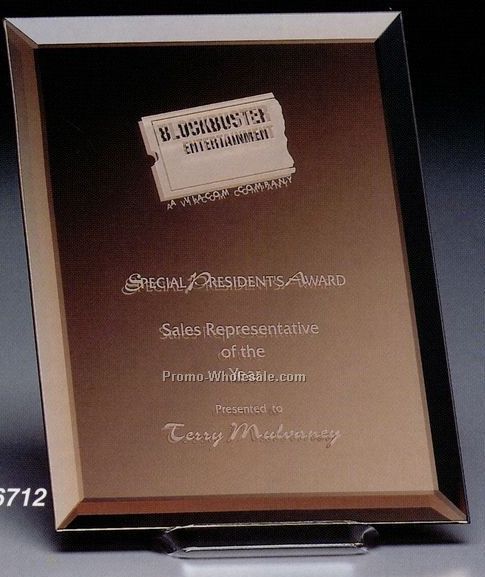 BLOCKBUSTER
ENTERTAINMENT
A VIACOM COMPANY
SPECIAL PRESIDENT'S AWARD
Sales Representative
of the
Year
Promo-Wholesale.com
Presented to
Terry Mulvaney
6712